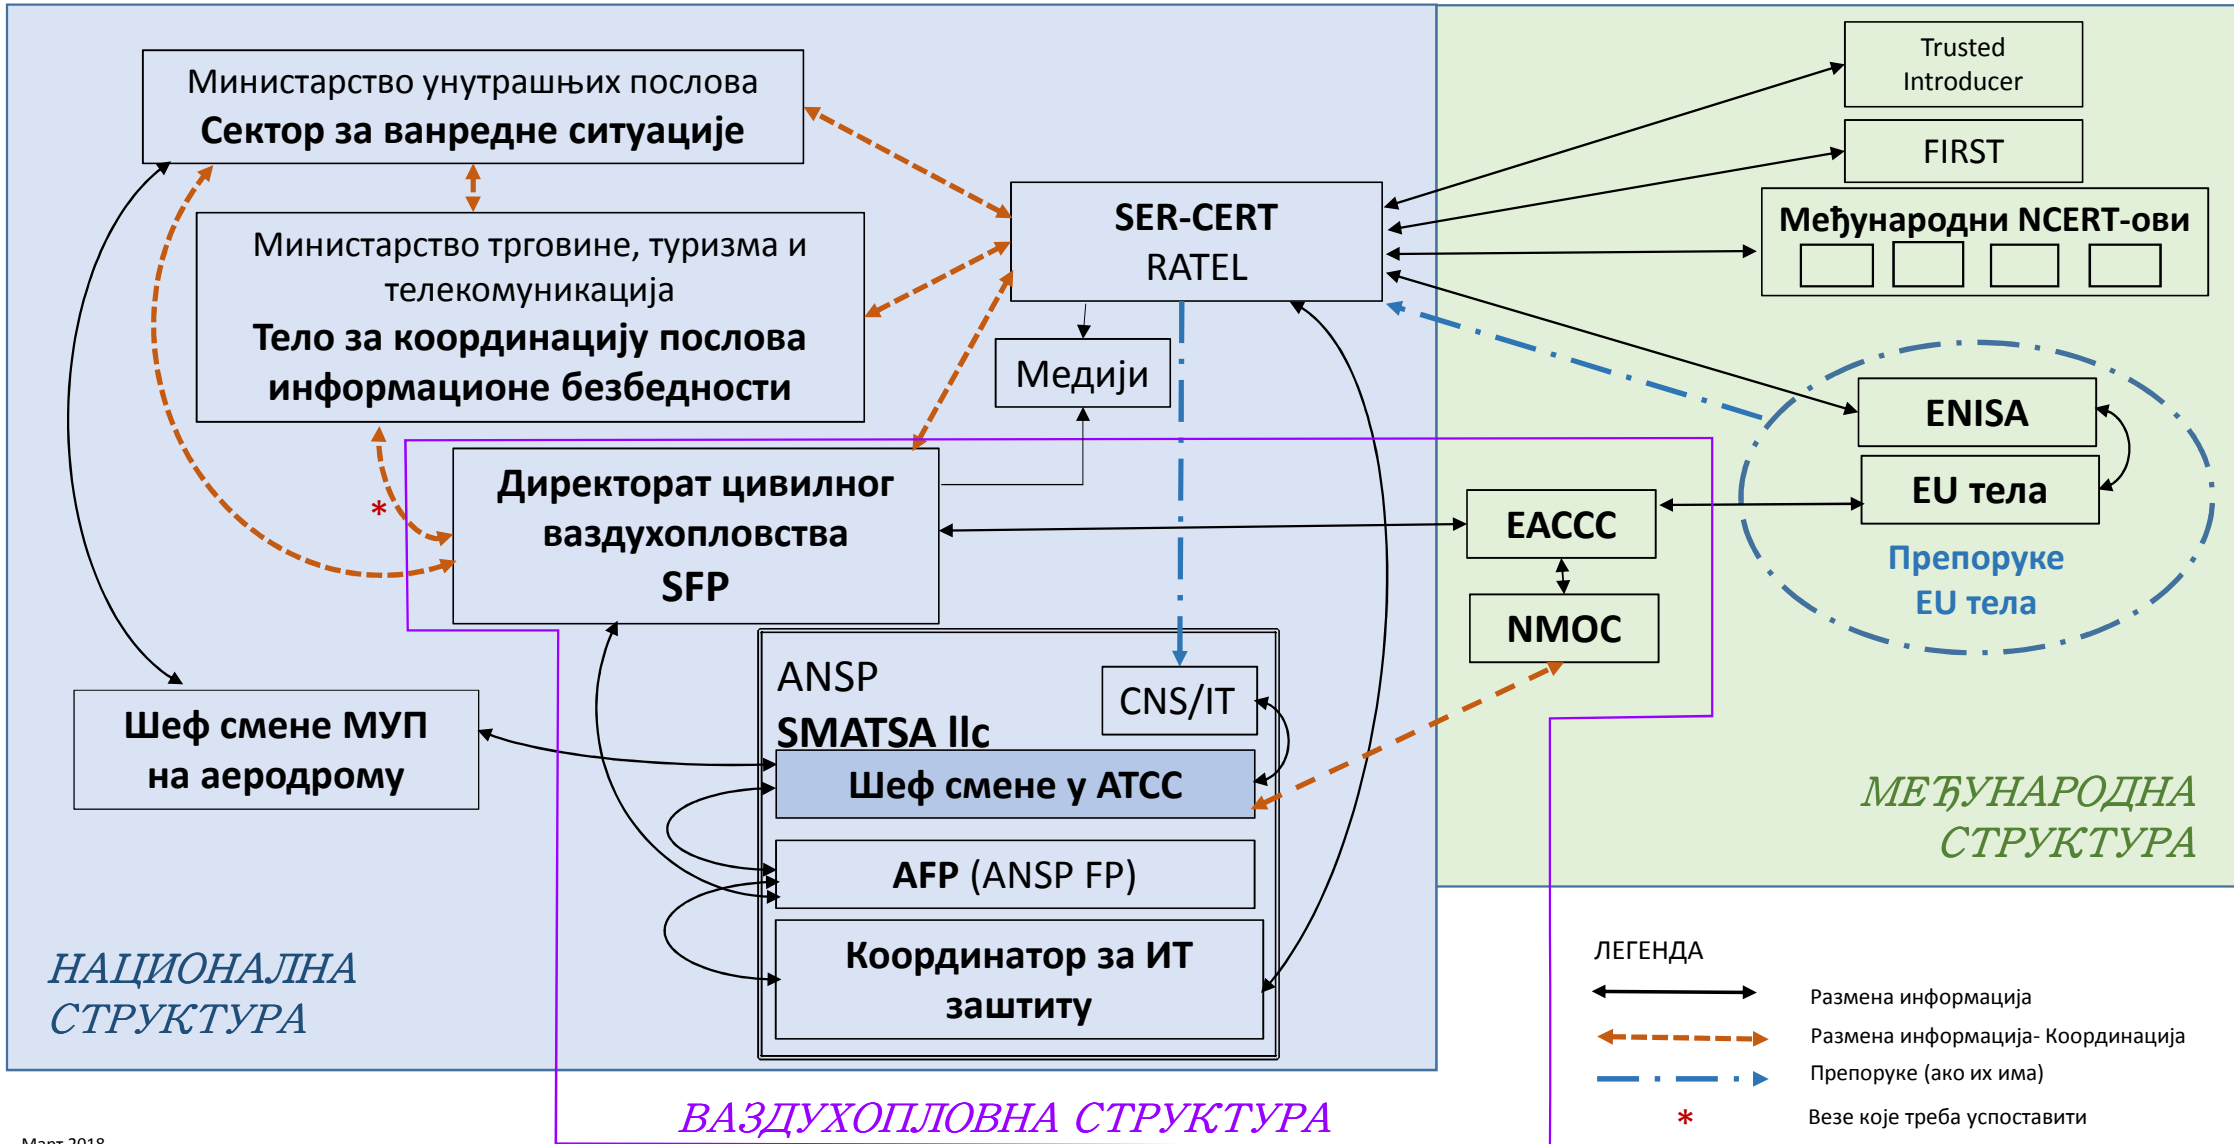 Министарство унутрашњих послова
Сектор за ванредне ситуације
Министарство трговине, туризма и
телекомуникација
Тело за координацију послова
информационе безбедности
SER-CERT
RATEL
Медији
Trusted
Introducer
FIRST
Међународни NCERT-ови
ENISA
EU тела
Препоруке
EU тела
*
Директорат цивилног
ваздухопловства
SFP
EACCC
NMOC
ANSP
SMATSA llc
CNS/IT
Шеф смене у АТСС
AFP (ANSP FP)
Координатор за ИТ
заштиту
Шеф смене МУП
на аеродрому
МЕЂУНАРОДНА
СТРУКТУРА
НАЦИОНАЛНА
СТРУКТУРА
ВАЗДУХОПЛОВНА СТРУКТУРА
ЛЕГЕНДА
Размена информација
Размена информација- Координација
Препоруке (ако их има)
* Везе које треба успоставити
Март 2018